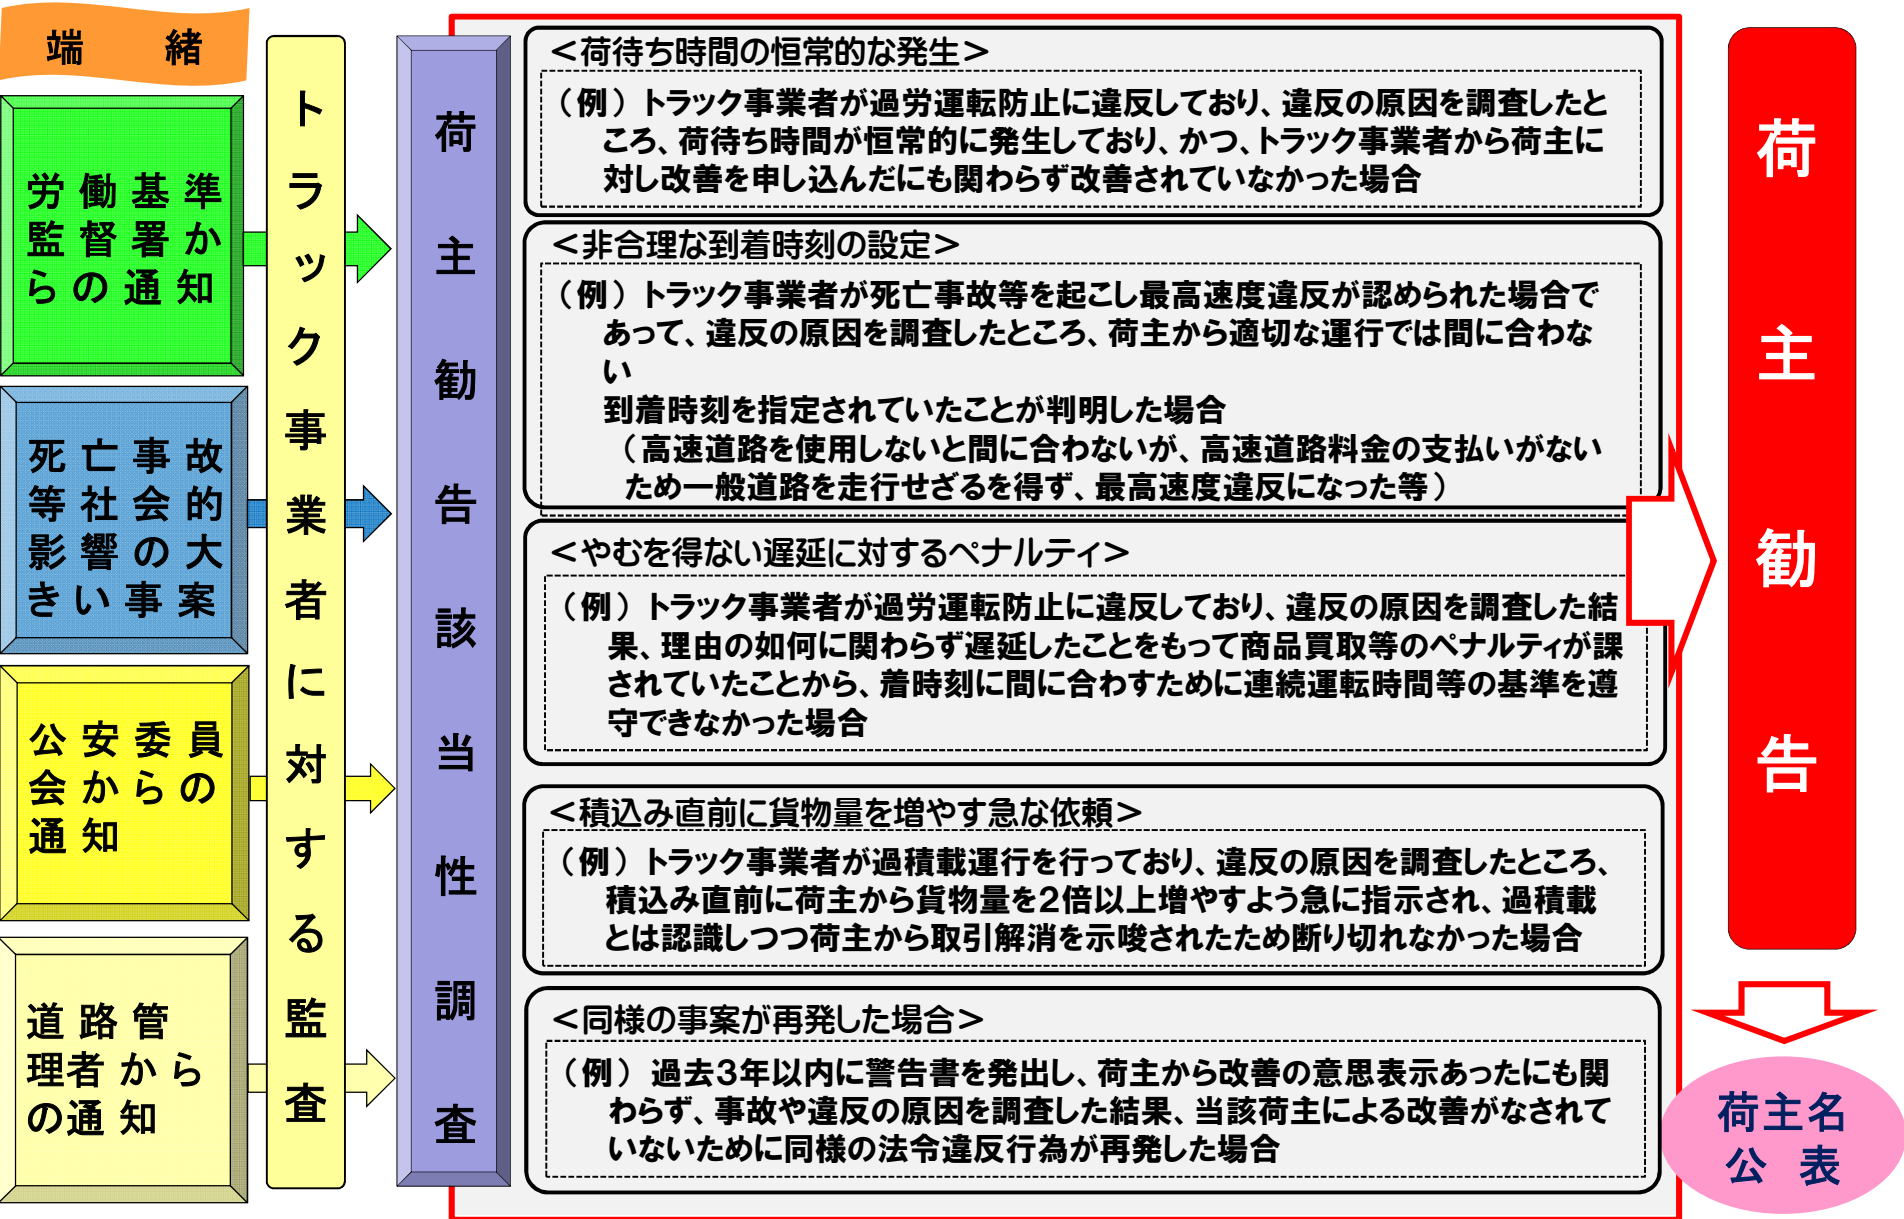 端　緒
労働基準
監督署か
らの通知
死亡事故
等社会的
影響の大
きい事案
公安委員
会からの
通知
道路管
理者から
の通知
トラック事業者に対する監査
荷主勧告該当性調査
＜荷待ち時間の恒常的な発生＞
（例）トラック事業者が過労運転防止に違反しており、違反の原因を調査したと
ころ、荷待ち時間が恒常的に発生しており、かつ、トラック事業者から荷主に
対し改善を申し込んだにも関わらず改善されていなかった場合
＜非合理な到着時刻の設定＞
（例）トラック事業者が死亡事故等を起こし最高速度違反が認められた場合で
あって、違反の原因を調査したところ、荷主から適切な運行では間に合わな
い
到着時刻を指定されていたことが判明した場合
（高速道路を使用しないと間に合わないが、高速道路料金の支払いがない
ため一般道路を走行せざるを得ず、最高速度違反になった等）
＜やむを得ない遅延に対するペナルティ＞
（例）トラック事業者が過労運転防止に違反しており、違反の原因を調査した結
果、理由の如何に関わらず遅延したことをもって商品買取等のペナルティが課
されていたことから、着時刻に間に合わすために連続運転時間等の基準を遵
守できなかった場合
＜積込み直前に貨物量を増やす急な依頼＞
（例）トラック事業者が過積載運行を行っており、違反の原因を調査したところ、
積込み直前に荷主から貨物量を２倍以上増やすよう急に指示され、過積載
とは認識しつつ荷主から取引解消を示唆されたため断り切れなかった場合
＜同様の事案が再発した場合＞
（例）過去３年以内に警告書を発出し、荷主から改善の意思表示あったにも関
わらず、事故や違反の原因を調査した結果、当該荷主による改善がなされて
いないために同様の法令違反行為が再発した場合
荷主勧告
荷主名
公　表